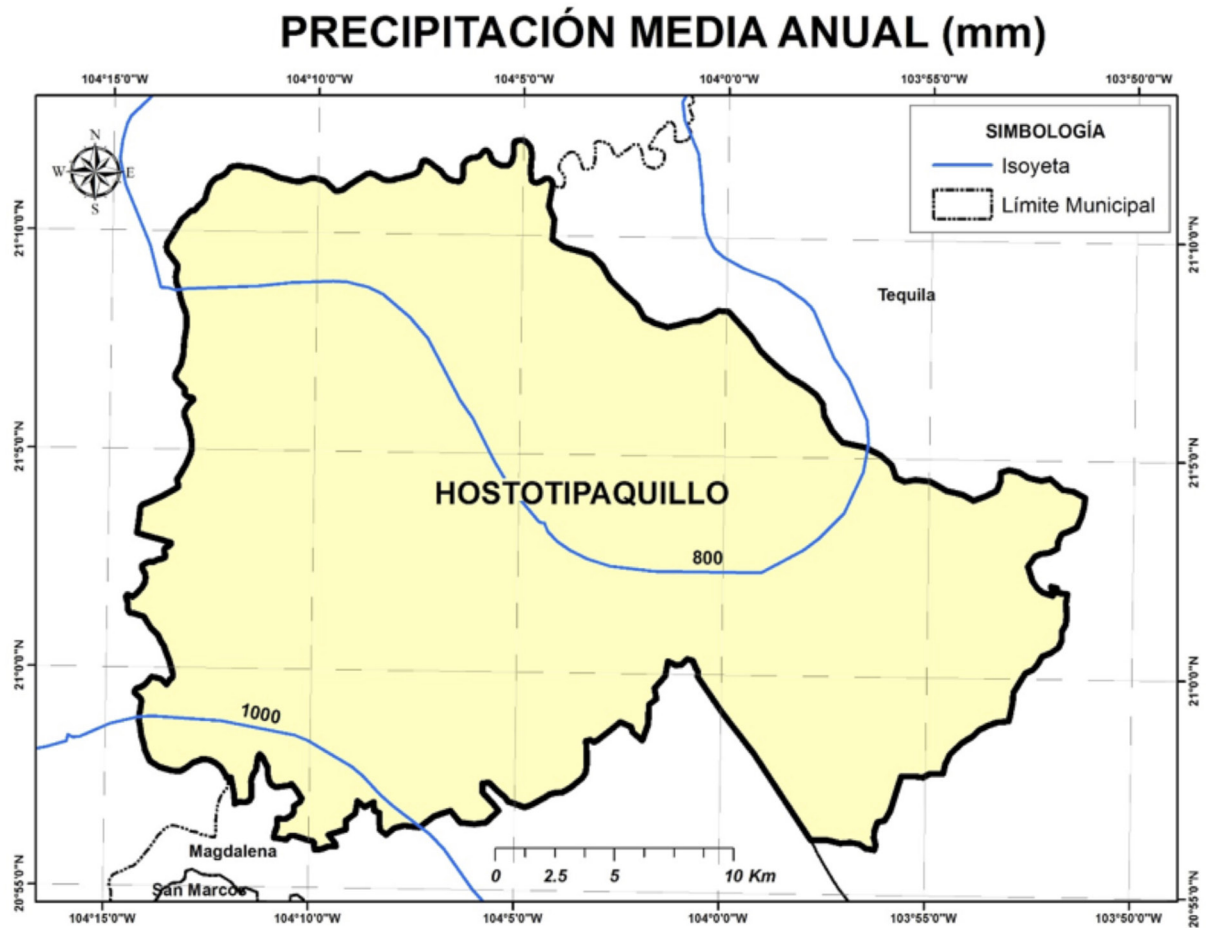 PRECIPITACIÓN MEDIA ANUAL (mm)
104°15'0"W 104°10'0"W 104°5'0"W 104°0'0"W 103°55'0"W 103°50'0"W
SIMBOLOGÍA
Isoyeta
Límite Municipal
N
W E
S
21°10'0"N 21°10'0"N
Tequila
21°5'0"N 21°5'0"N
HOSTOTIPAQUILLO
800
21°0'0"N 21°0'0"N
1000
Magdalena
San Marcos
0 2.5 5 10 Km
20°55'0"N 20°55'0"N
104°15'0"W 104°10'0"W 104°5'0"W 104°0'0"W 103°55'0"W 103°50'0"W